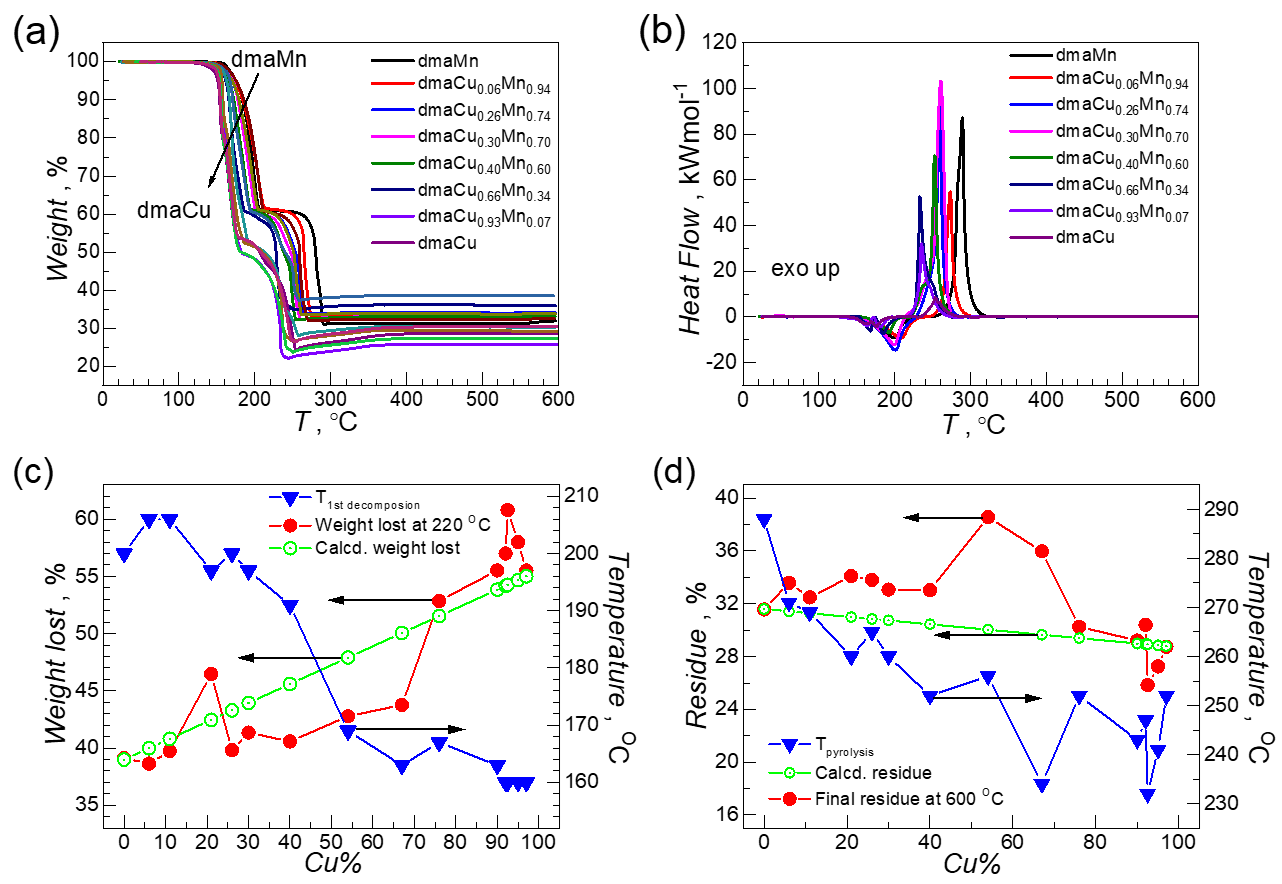 (a)
100
90
80
70
60
50
40
30
20
0 100 200 300 400 500 600
Weight , %
T , °C
dmaMn
dmaCu
dmaMn
dmaCu0.06Mn0.94
dmaCu0.26Mn0.74
dmaCu0.30Mn0.70
dmaCu0.40Mn0.60
dmaCu0.66Mn0.34
dmaCu0.93Mn0.07
dmaCu
(b)
120
100
80
60
40
20
0
-20
0 100 200 300 400 500 600
Heat Flow , kWmol-1
T , °C
exo up
dmaMn
dmaCu0.06Mn0.94
dmaCu0.26Mn0.74
dmaCu0.30Mn0.70
dmaCu0.40Mn0.60
dmaCu0.66Mn0.34
dmaCu0.93Mn0.07
dmaCu
(c)
60
55
50
45
40
35
0 10 20 30 40 50 60 70 80 90 100
210
200
190
180
170
160
Weight lost , %
Cu%
Temperature , °C
T1st decomposion
Weight lost at 220 °C
Calcd. weight lost
(d)
40
36
32
28
24
20
16
0 20 40 60 80 100
290
280
270
260
250
240
230
Residue , %
Cu%
Temperature , °C
Tpyrolysis
Calcd. residue
Final residue at 600 °C